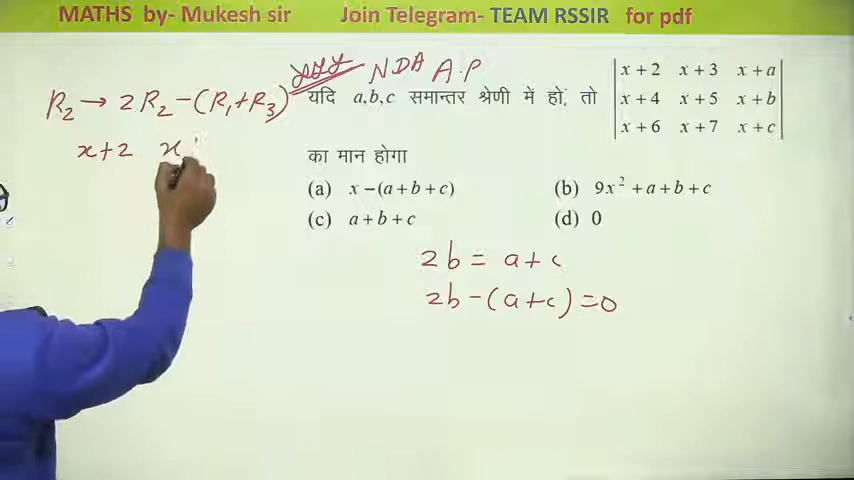 MATHS by- Mukesh sir Join Telegram- TEAM RSSIR for pdf
NDA A.P
R₂ → 2R₂ -(R₁+R₃)
यदि a,b,c समान्तर श्रेणी में हों, तो
x+2 x+3 x+a
x+4 x+5 x+b
x+6 x+7 x+c
x+2 x
का मान होगा
(a) x-(a+b+c) (b) 9x² +a+b+c
(c) a+b+c (d) 0
2b = a+c
2b -(a+c)=0